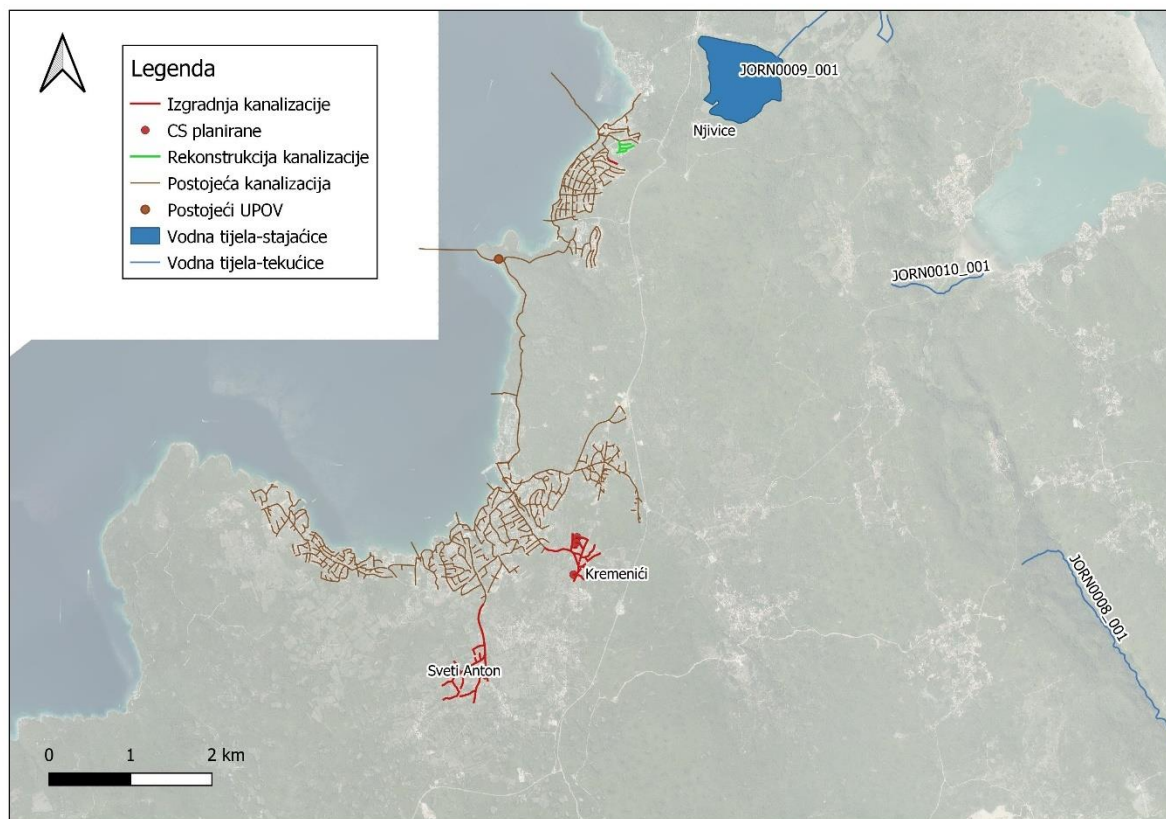 Legenda
Izgradnja kanalizacije
CS planirane
Rekonstrukcija kanalizacije
Postojeća kanalizacija
Postojeći UPOV
Vodna tijela-stajaćice
Vodna tijela-tekućice
JORN0009_001
Njivice
JORN0010_001
Kremenići
JORN0008_001
Sveti Anton
0 1 2 km